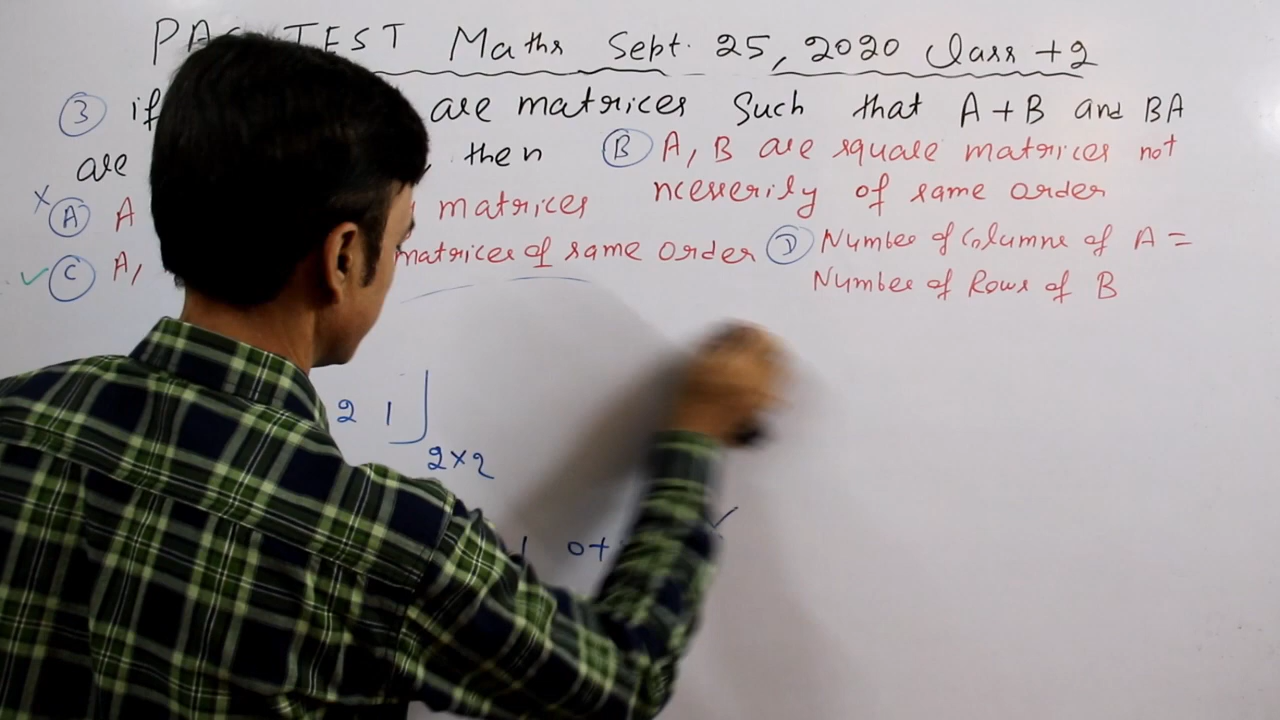 TEST Maths Sept. 25, 2020 Class +2
③ if are matrices Such that A + B and BA
are , then Ⓑ A, B are square matrices not
ncesserily of same order
× Ⓐ A matrices
✓ Ⓒ A, matrices of same order Ⓓ Number of Columns of A =
Number of Rows of B
2 1
2×2